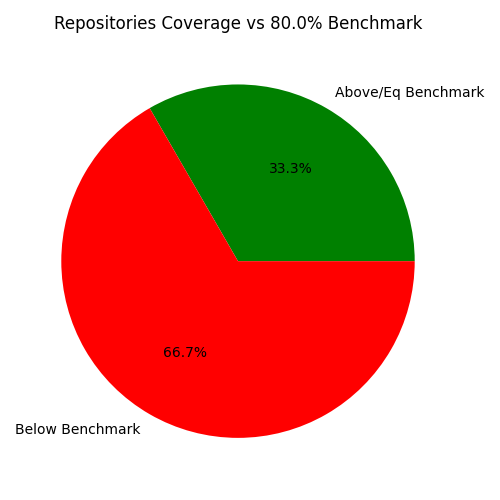 Repositories Coverage vs 80.0% Benchmark
Above/Eq Benchmark
33.3%
66.7%
Below Benchmark